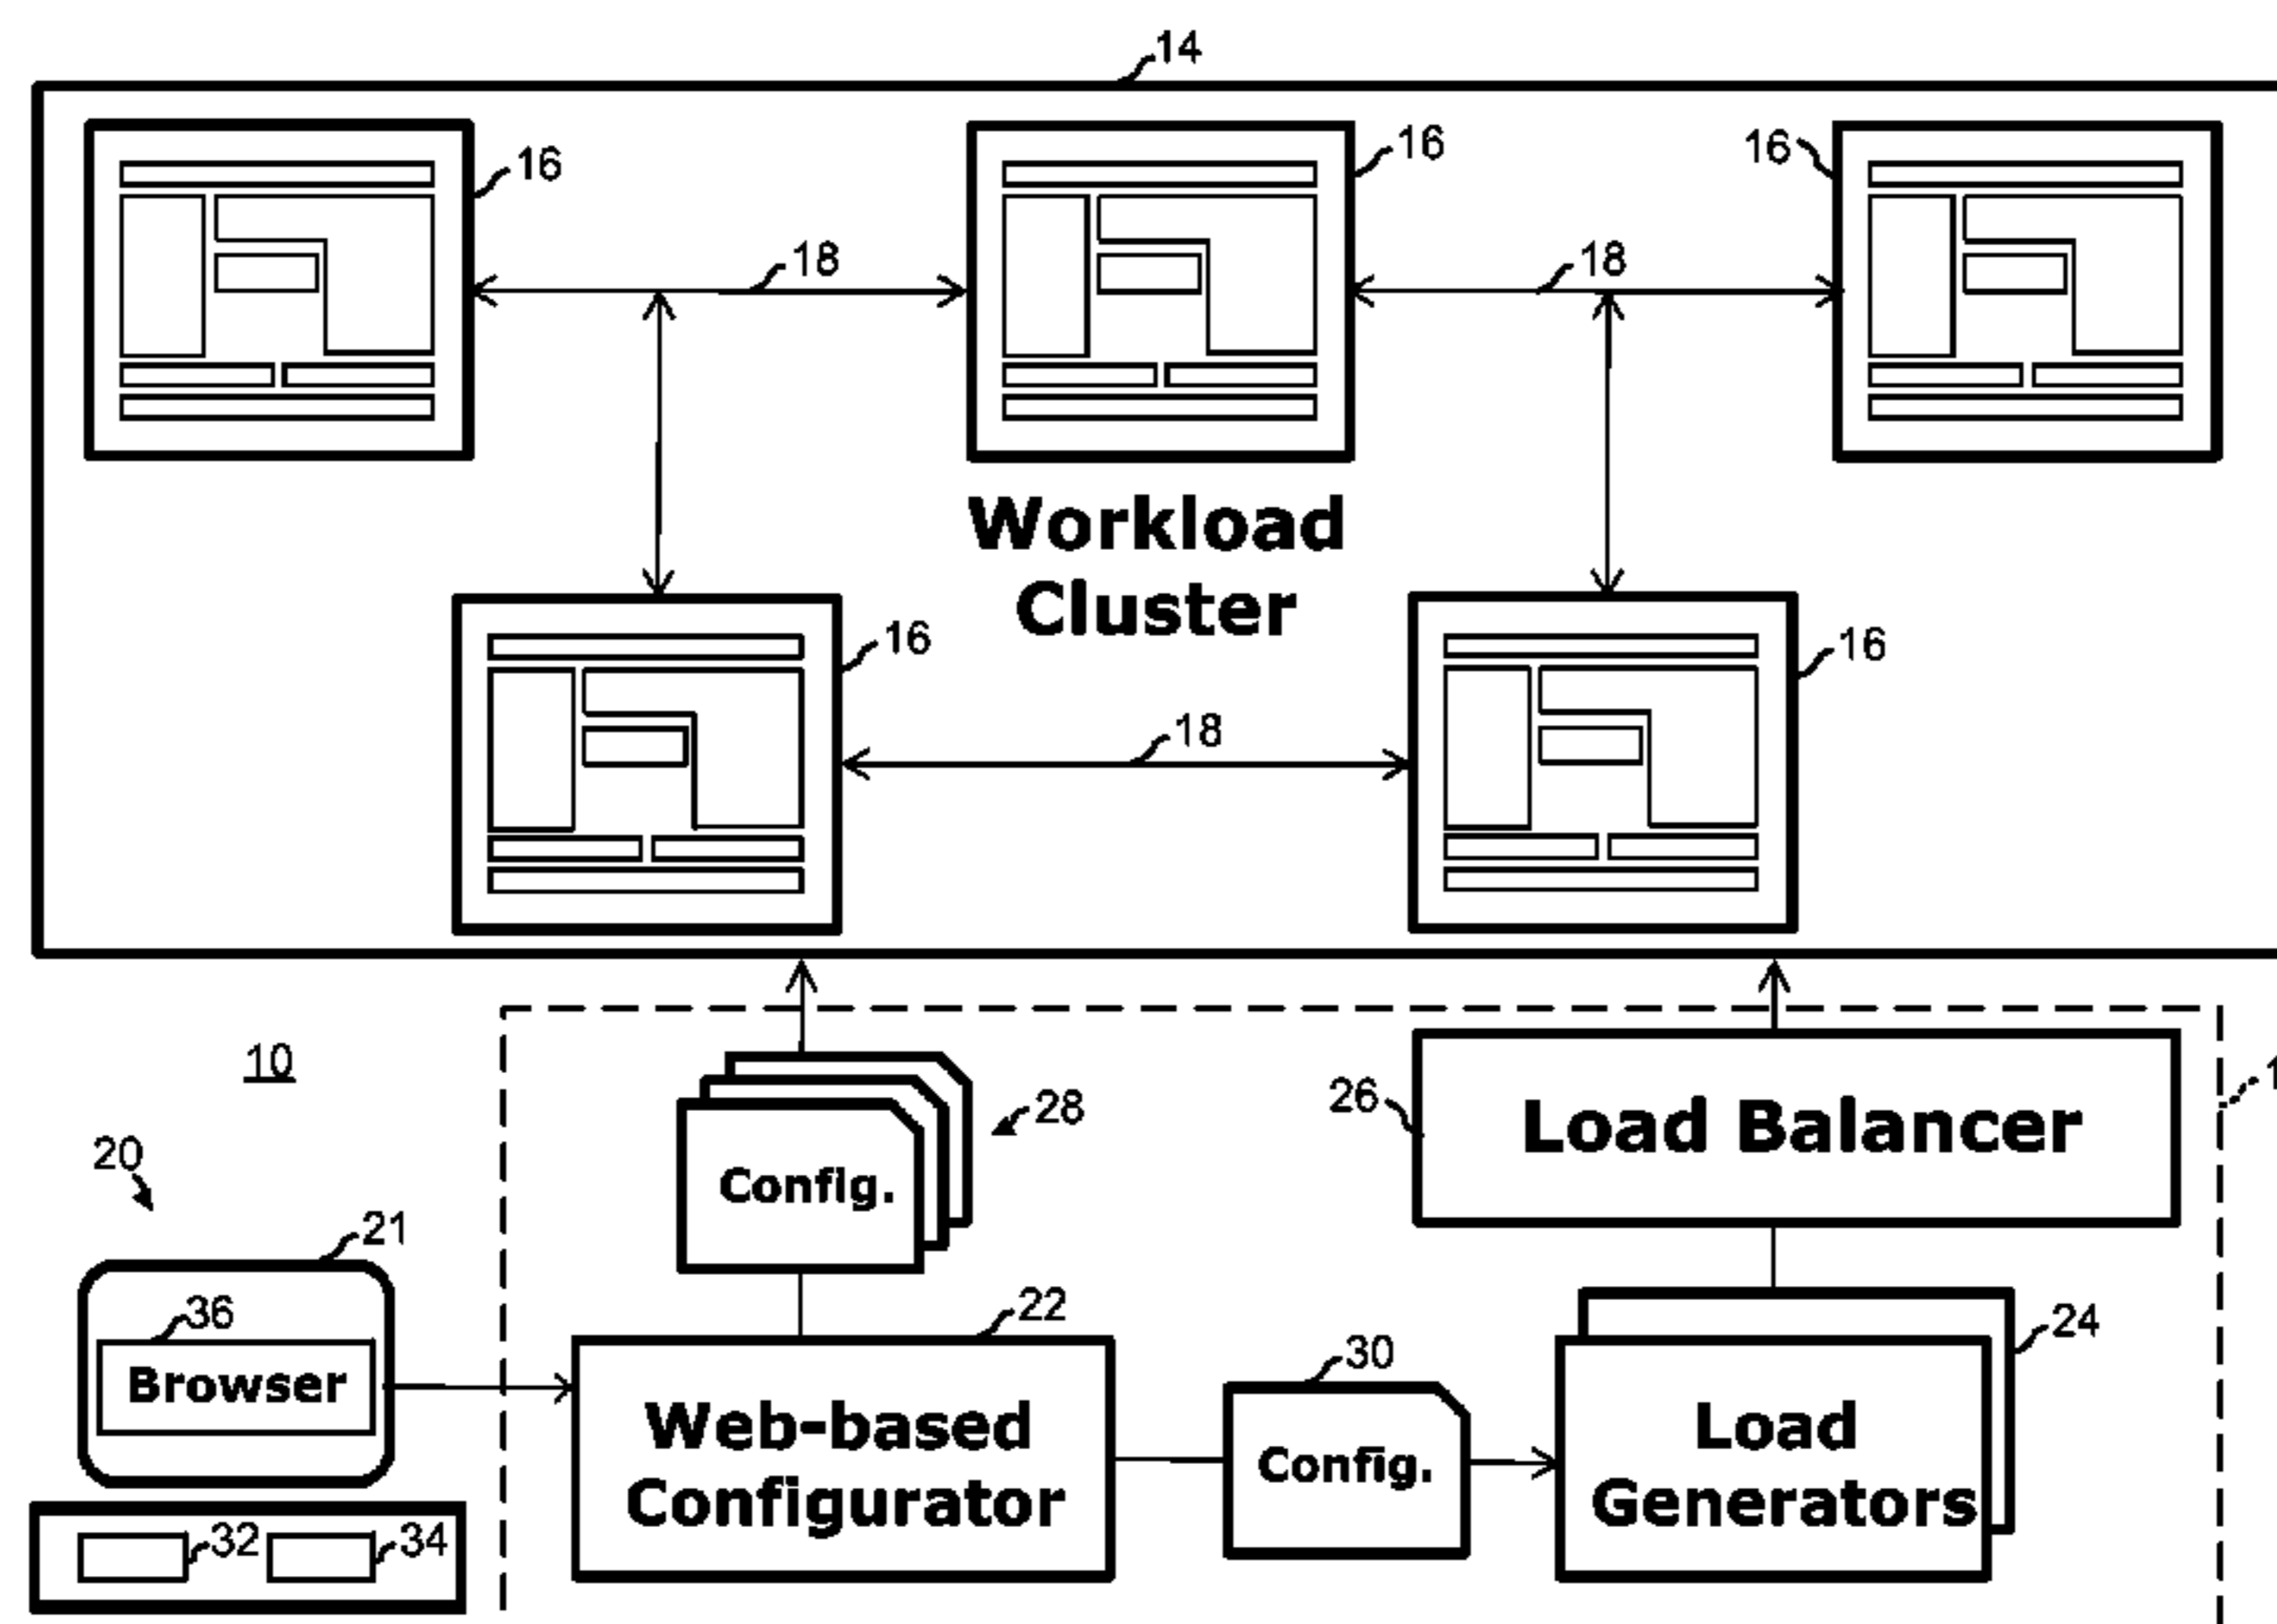 14
16
16
16
18
18
Workload
Cluster
16
16
18
10
28
26
Load Balancer
20
Config.
21
36
22
24
Browser
30
Web-based
Configurator
Config.
Load
Generators
32
34